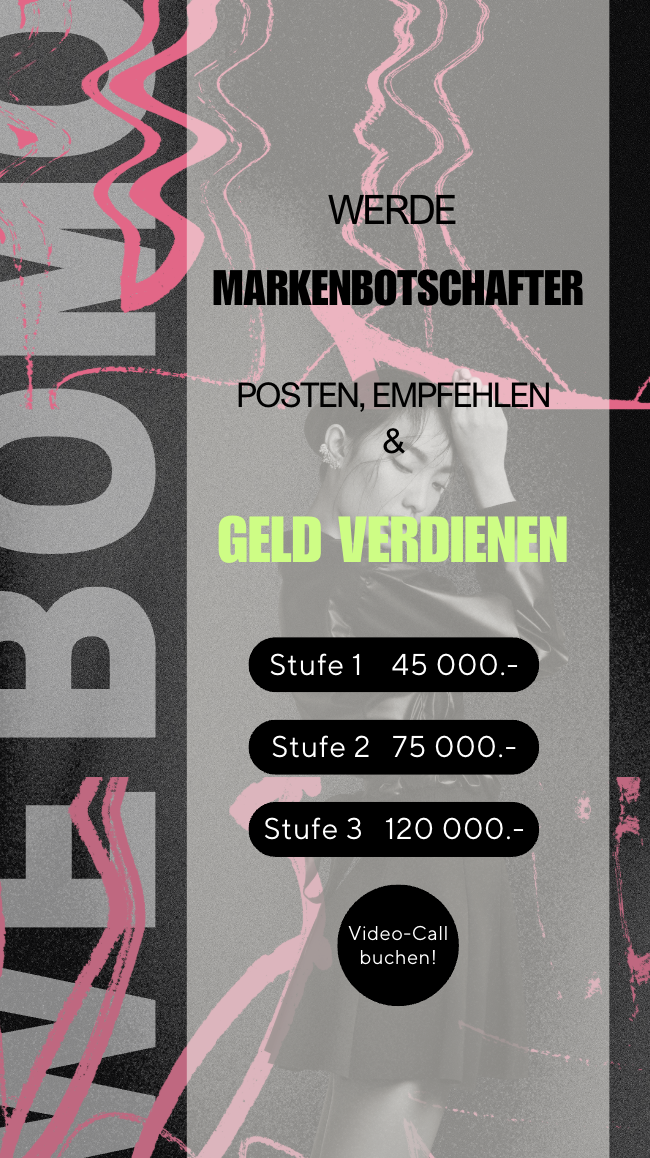 WEBOMO
WERDE
MARKENBOTSCHAFTER
POSTEN, EMPFEHLEN
&
GELD VERDIENEN
Stufe 1 45 000.-
Stufe 2 75 000.-
Stufe 3 120 000.-
Video-Call
buchen!